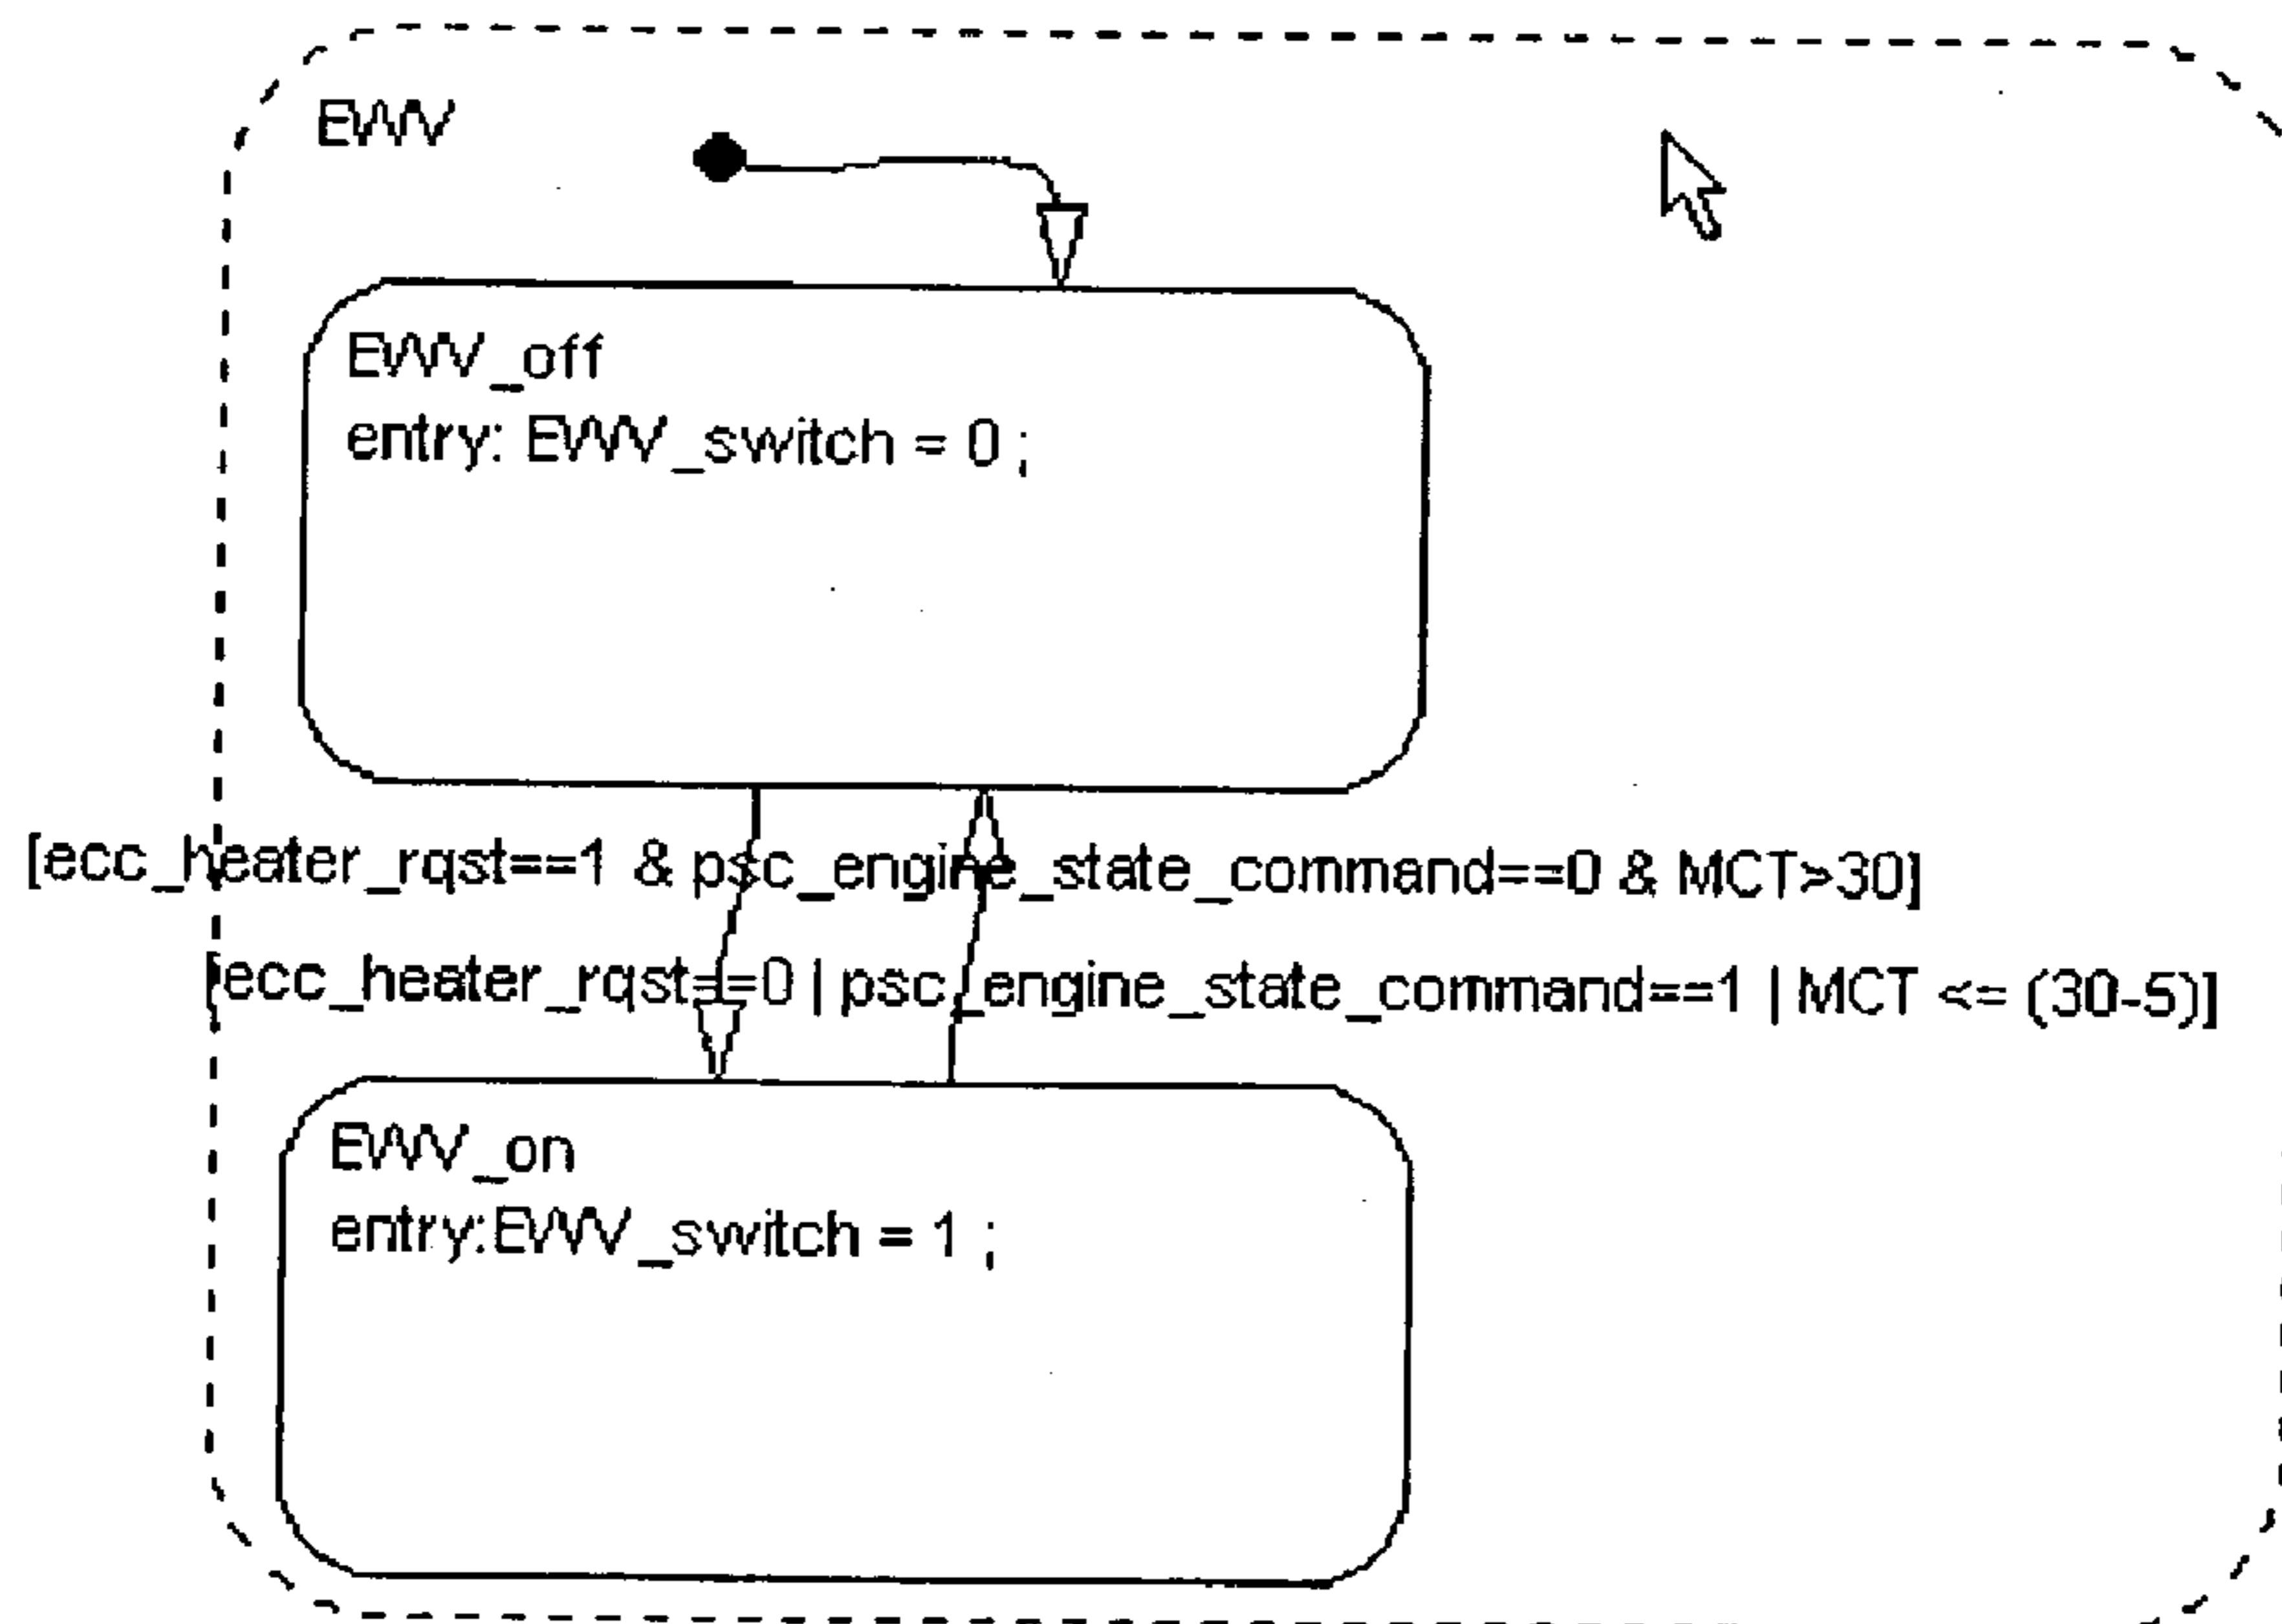 EWV
EWV_off
entry: EWV_switch = 0 ;
[ecc_heater_rqst==1 & psc_engine_state_command==0 & MCT>30]
[ecc_heater_rqst==0 | psc_engine_state_command==1 | MCT <= (30-5)]
EWV_on
entry:EWV_switch = 1 ;